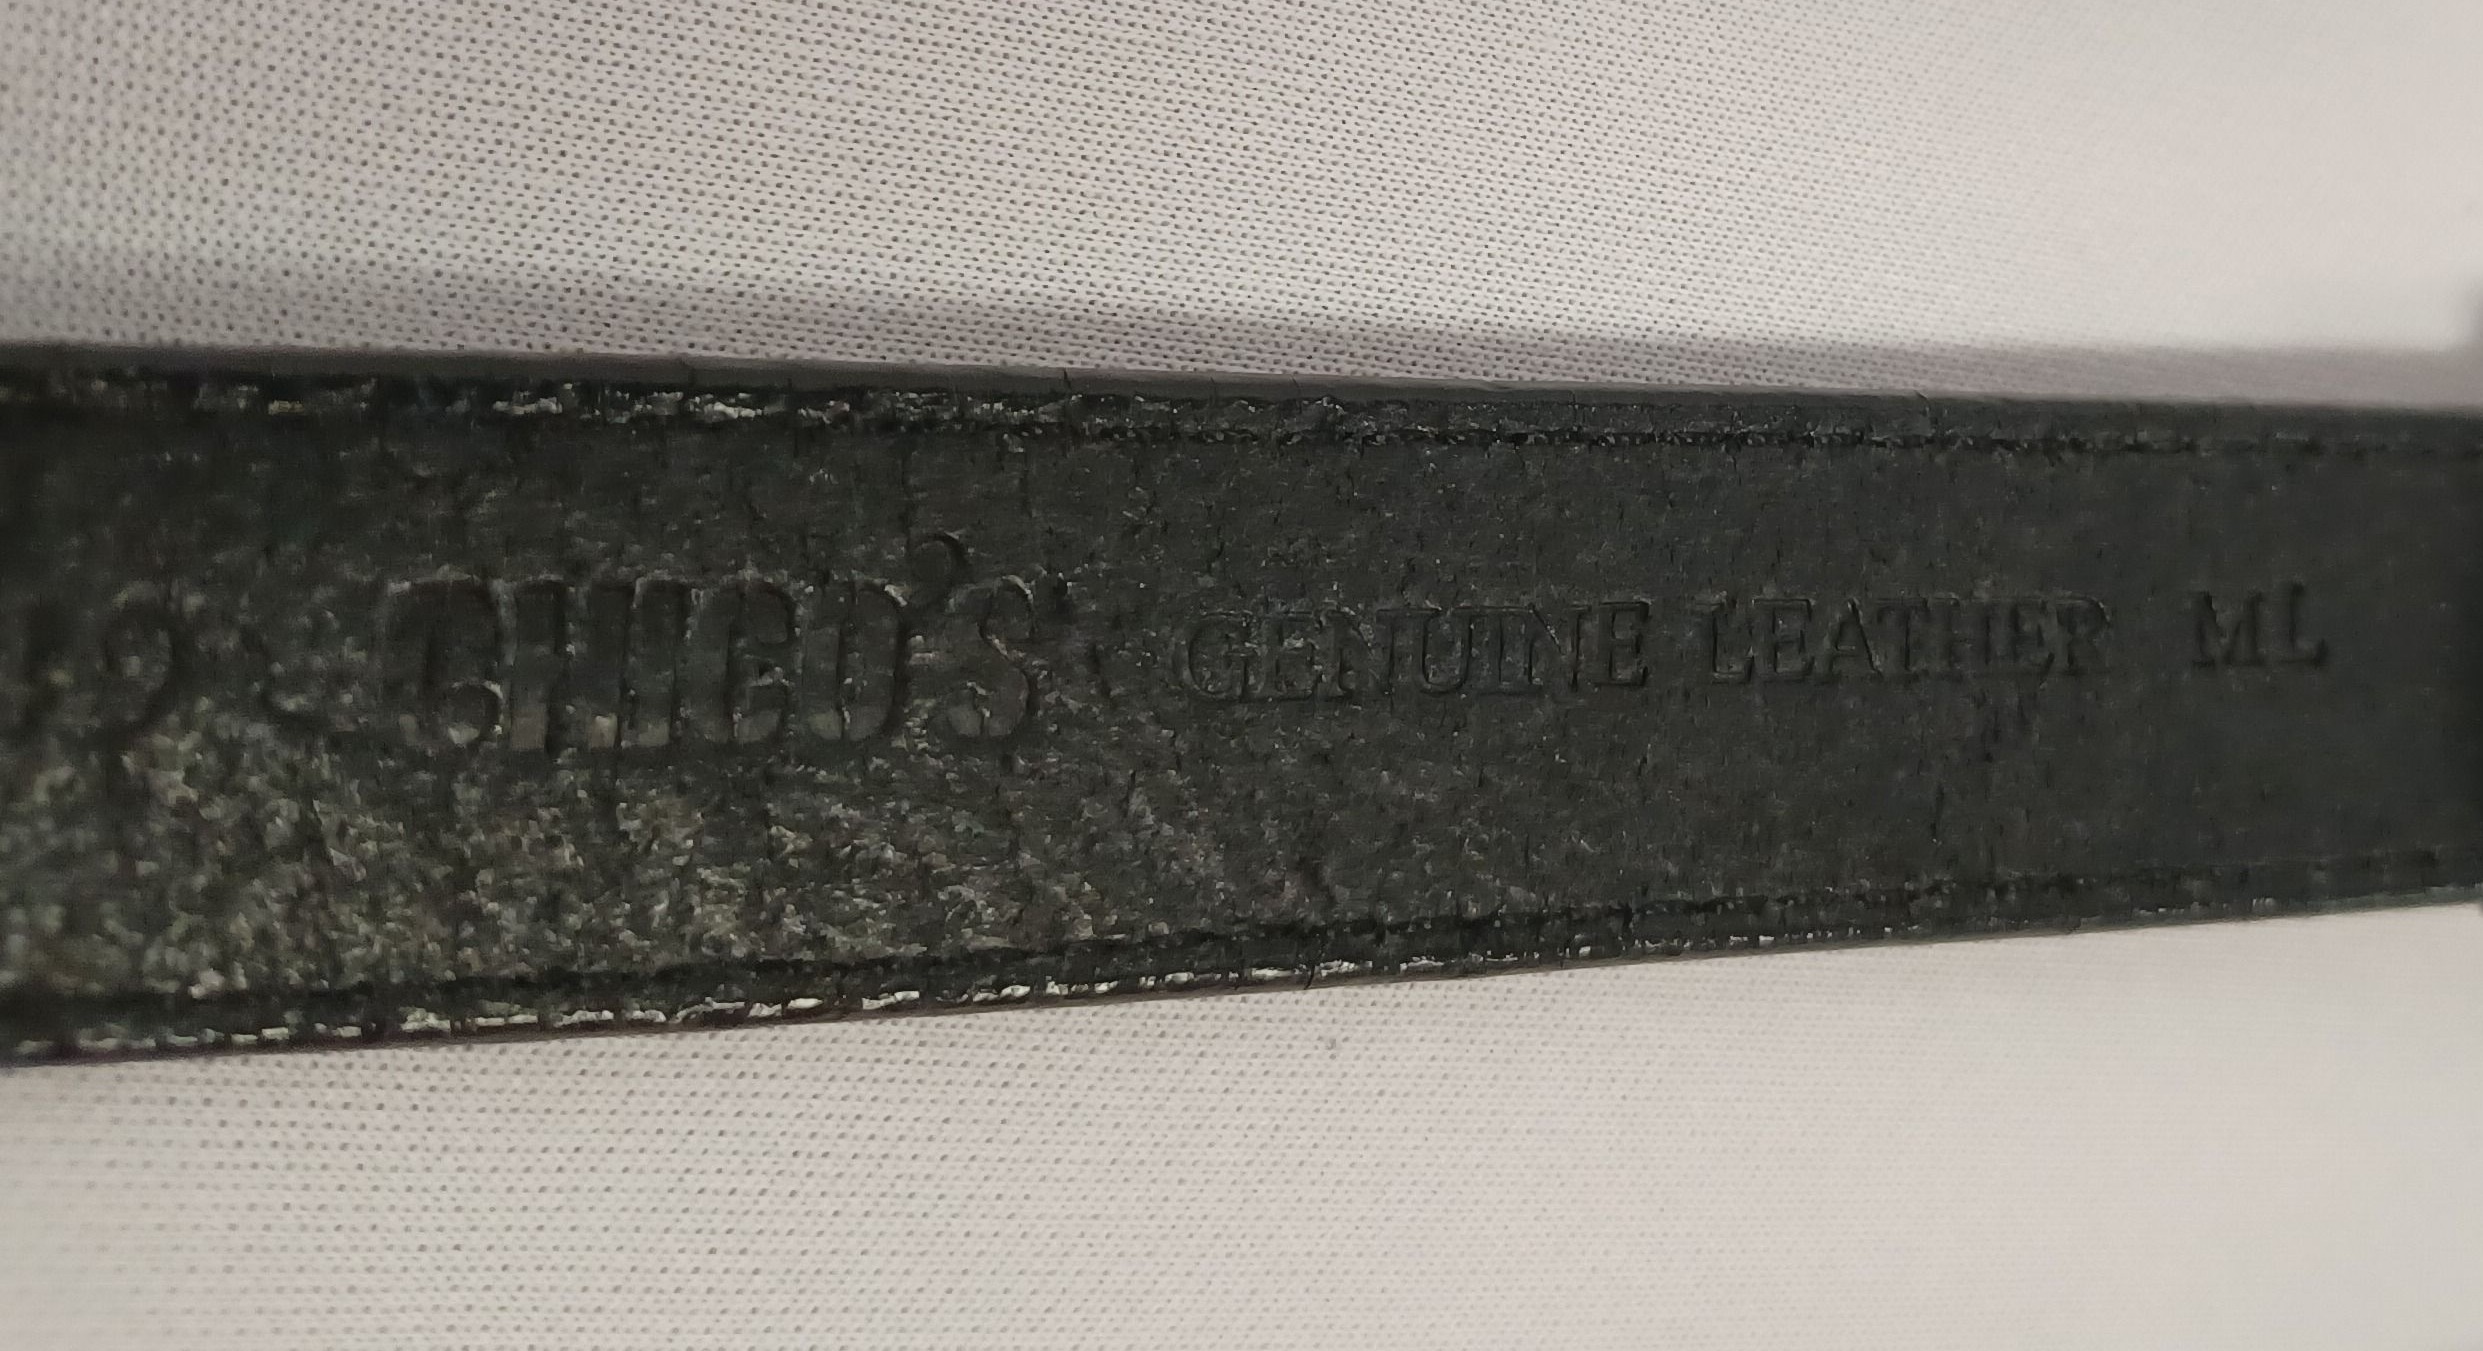 CHICO'S GENUINE LEATHER ML